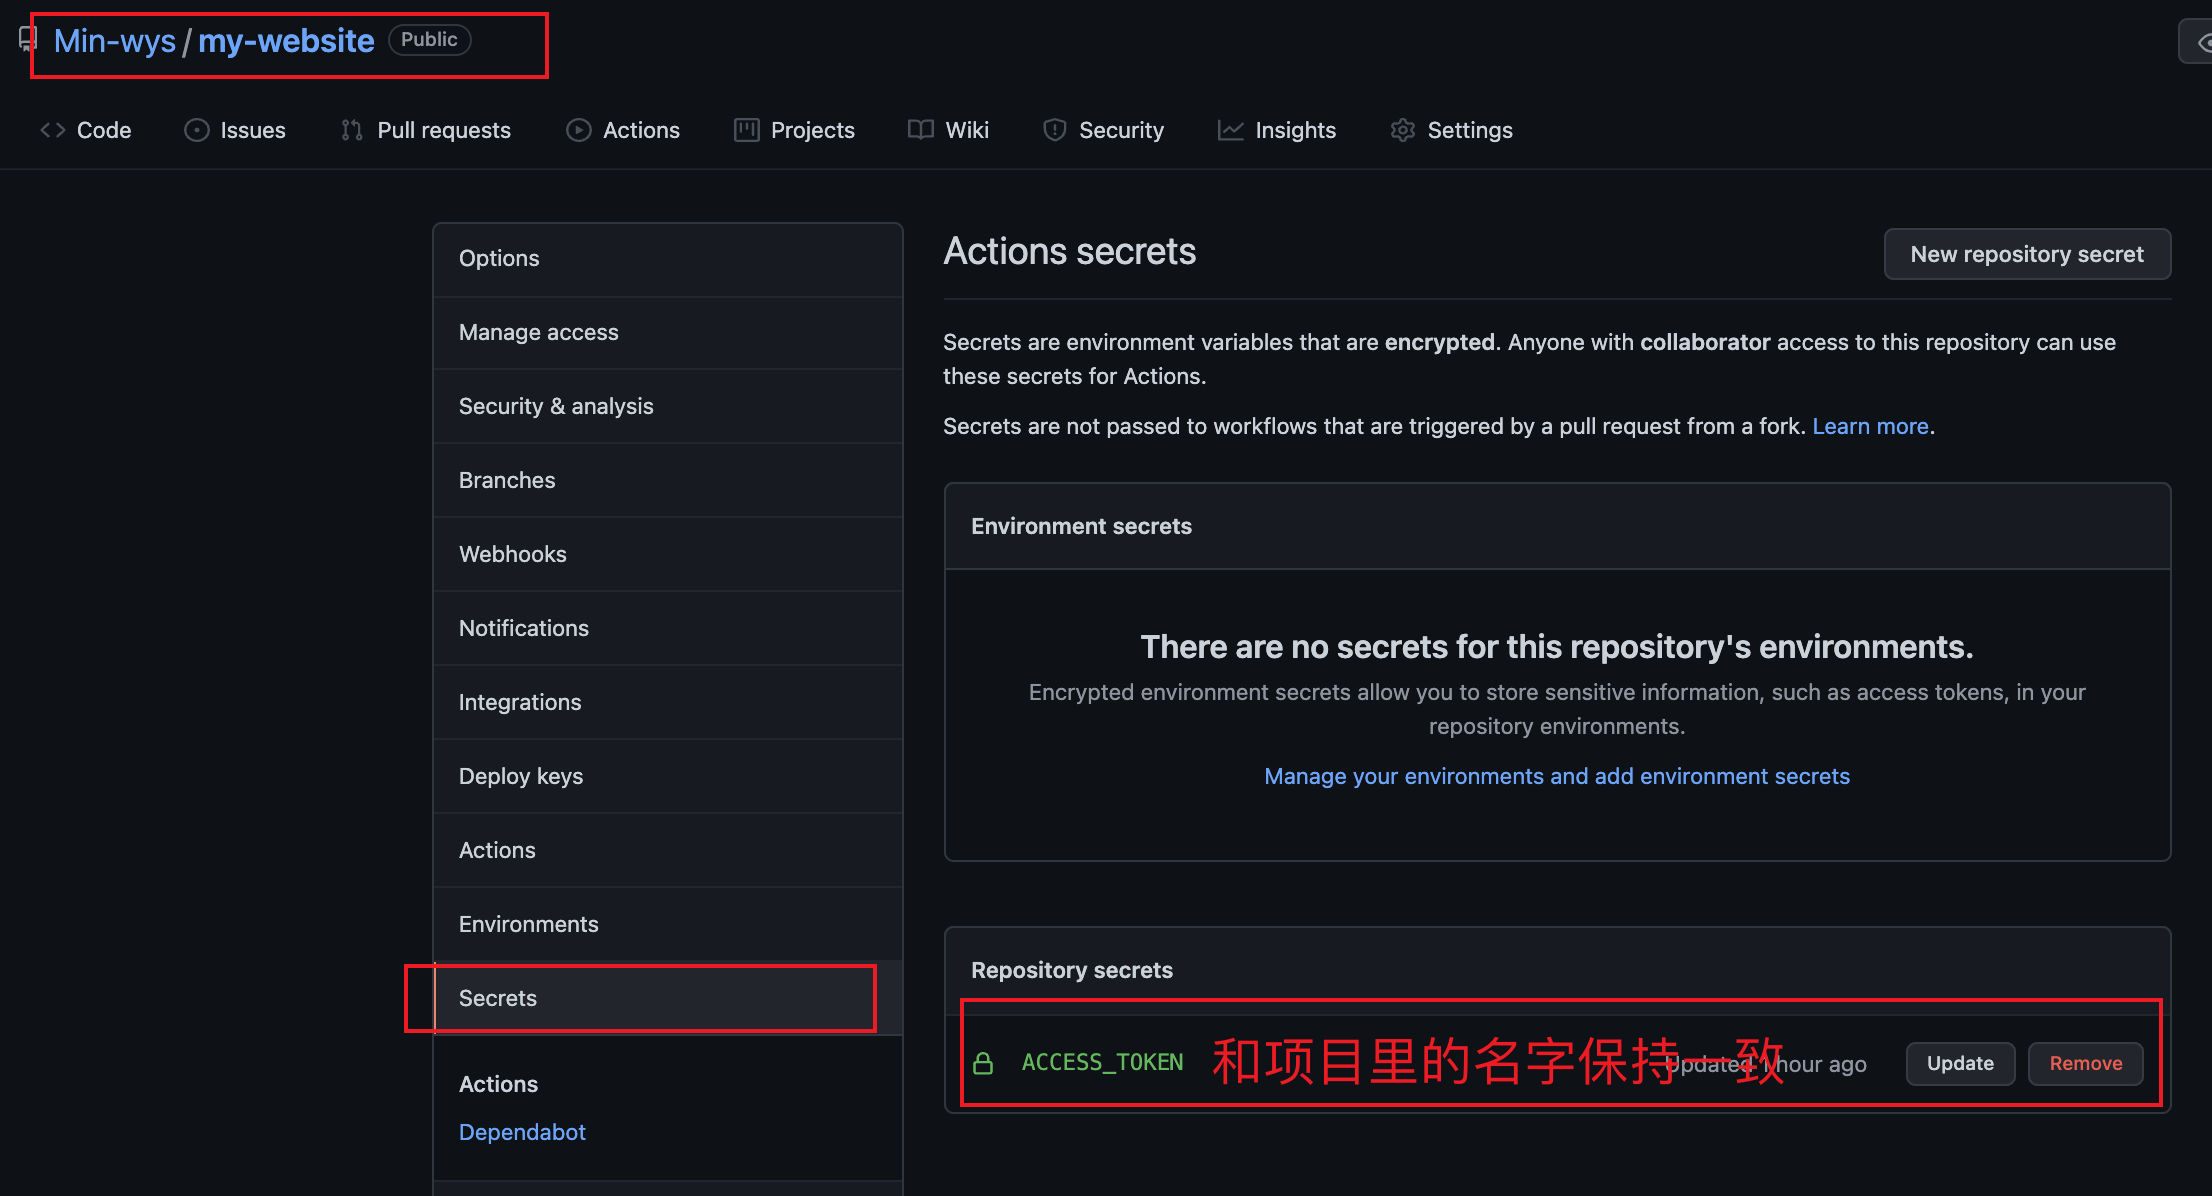 Min-wys / my-website Public
Code Issues Pull requests Actions Projects Wiki Security Insights Settings
Options
Manage access
Security & analysis
Branches
Webhooks
Notifications
Integrations
Deploy keys
Actions
Environments
Secrets
Actions
Dependabot
Actions secrets
New repository secret
Secrets are environment variables that are encrypted. Anyone with collaborator access to this repository can use
these secrets for Actions.
Secrets are not passed to workflows that are triggered by a pull request from a fork. Learn more.
Environment secrets
There are no secrets for this repository's environments.
Encrypted environment secrets allow you to store sensitive information, such as access tokens, in your
repository environments.
Manage your environments and add environment secrets
Repository secrets
ACCESS_TOKEN 和项目里的名字保持一致 Updated 1 hour ago Update Remove